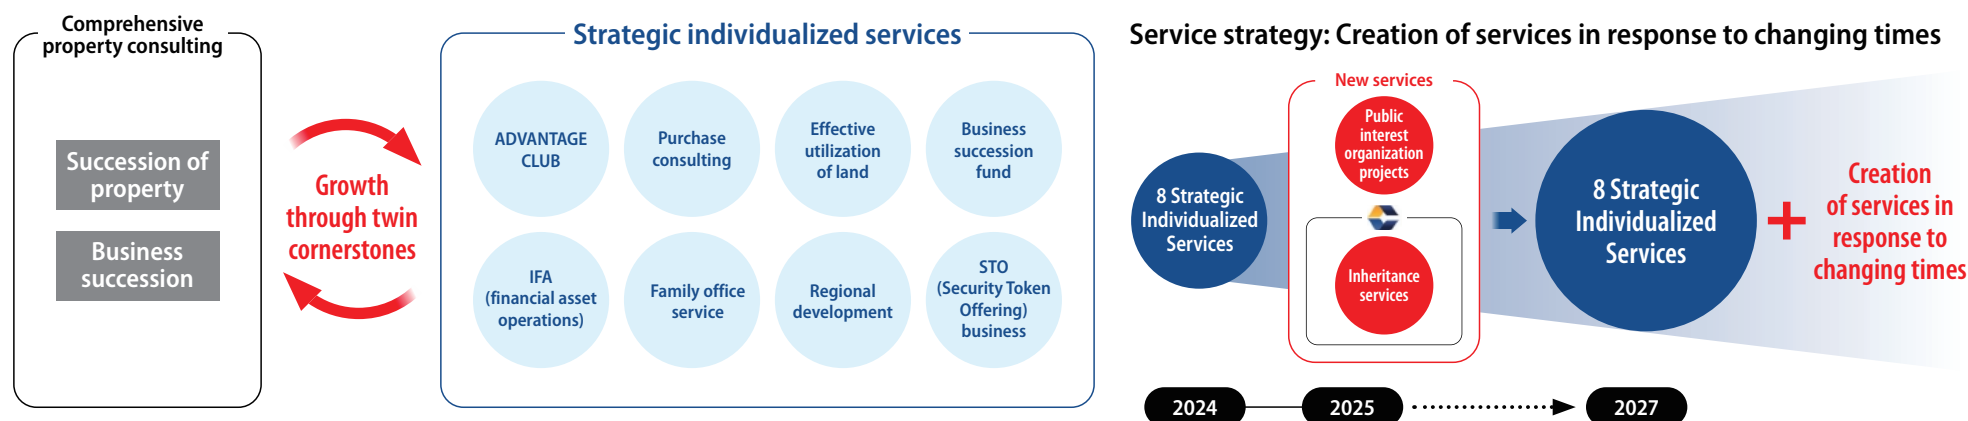 Comprehensive
property consulting
Succession of
property
Business
succession
Growth
through twin
cornerstones
Strategic individualized services
ADVANTAGE
CLUB
Purchase
consulting
Effective
utilization
of land
Business
succession
fund
IFA
(financial asset
operations)
Family office
service
Regional
development
STO
(Security Token
Offering)
business
Service strategy: Creation of services in response to changing times
8 Strategic
Individualized
Services
New services
Public
interest
organization
projects
Inheritance
services
8 Strategic
Individualized
Services
+
Creation
of services in
response to
changing times
2024
2025
2027